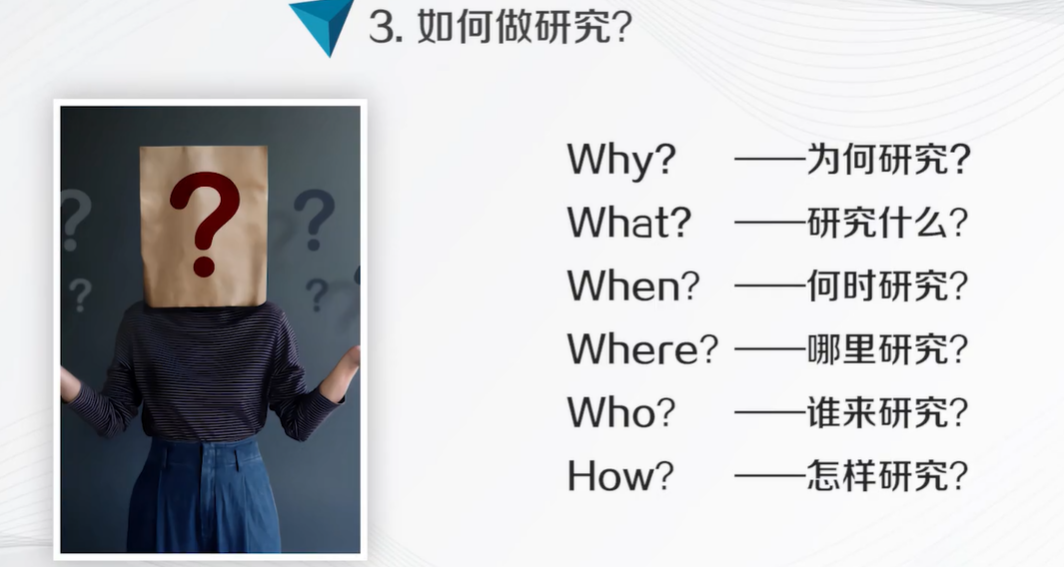 3. 如何做研究?
?
? ?
? ?
Why? ——为何研究?
What? ——研究什么?
When? ——何时研究?
Where? ——哪里研究?
Who? ——谁来研究?
How? ——怎样研究?